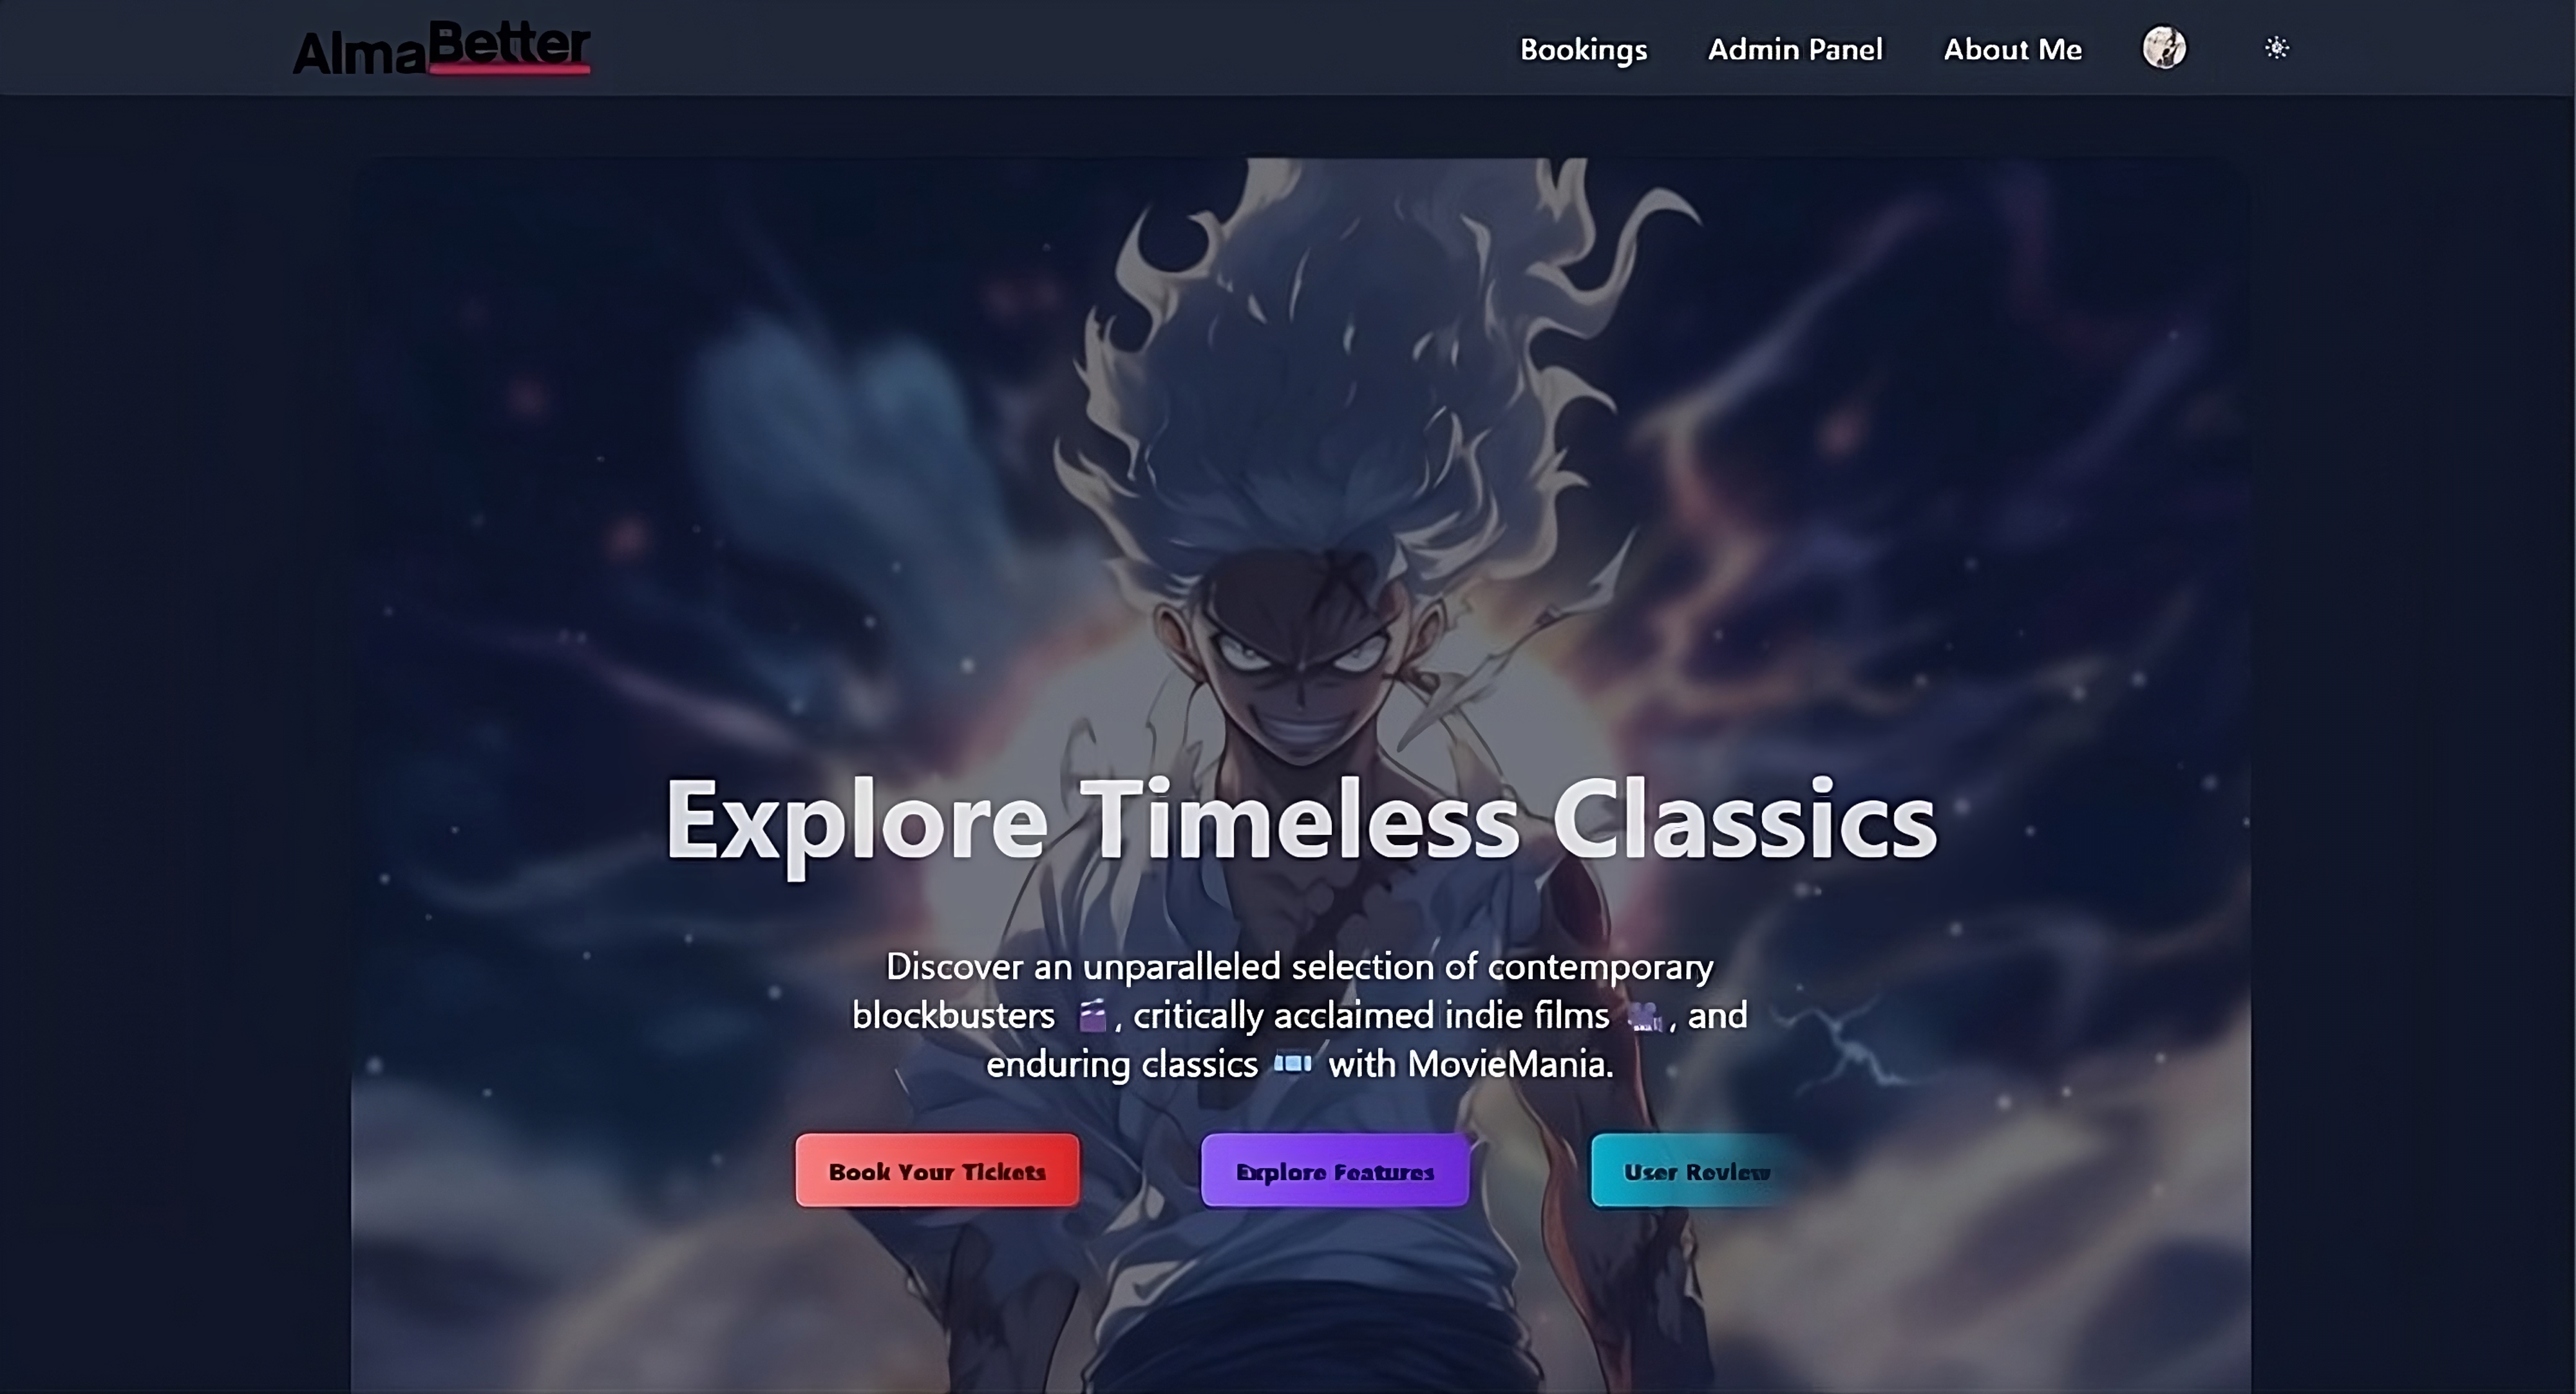 AlmaBetter
Bookings
Admin Panel
About Me
Explore Timeless Classics
Discover an unparalleled selection of contemporary
blockbusters 🎬, critically acclaimed indie films 🎥, and
enduring classics 🎞️ with MovieMania.
Book Your Tickets
Explore Features
User Review